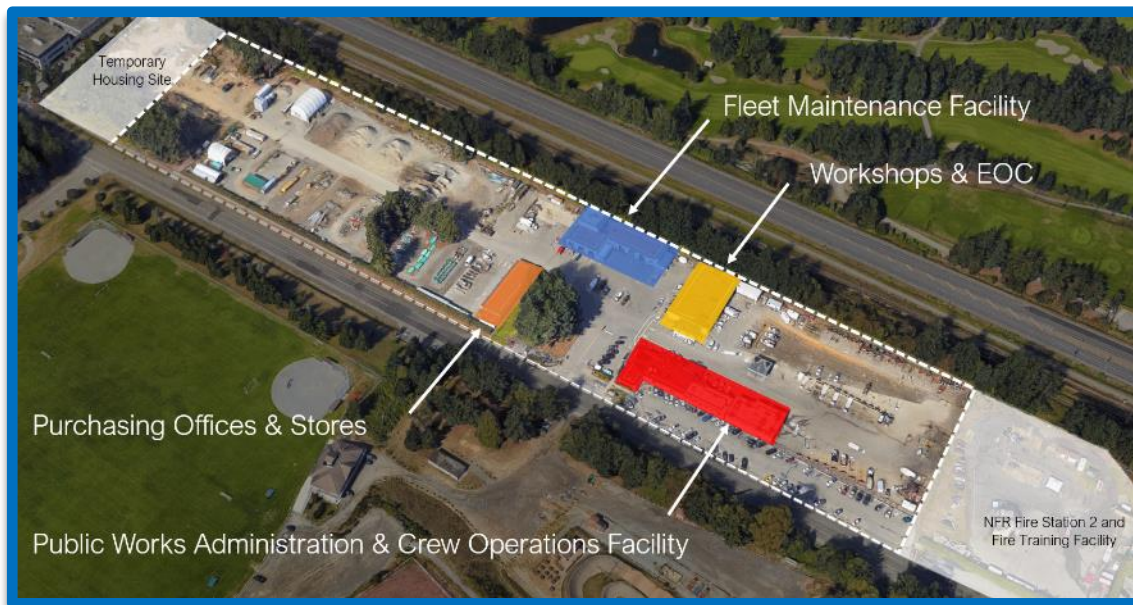 Temporary
Housing Site
Fleet Maintenance Facility
Workshops & EOC
Purchasing Offices & Stores
Public Works Administration & Crew Operations Facility
NFR Fire Station 2 and
Fire Training Facility